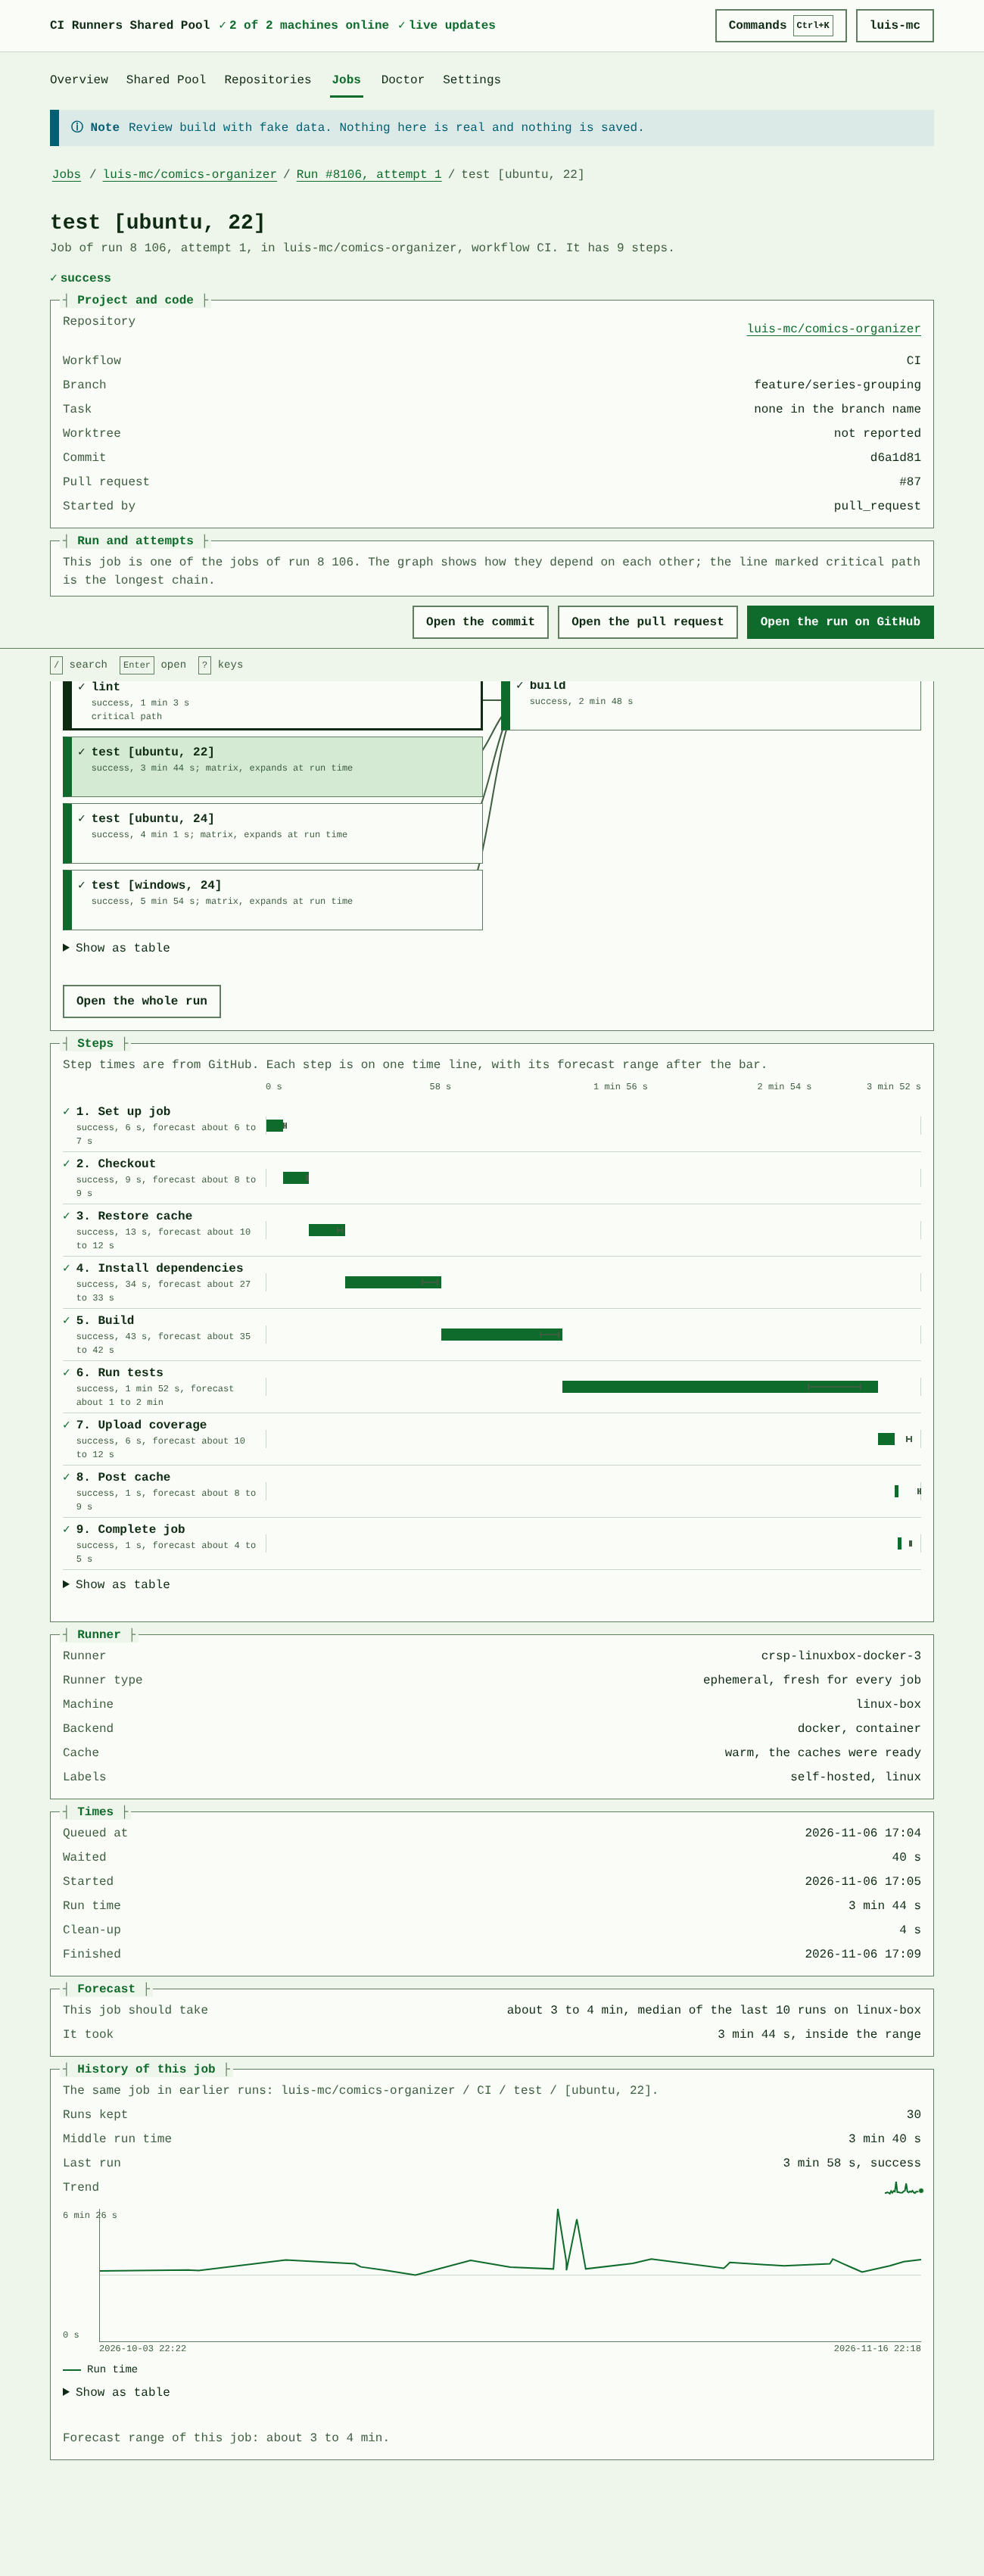 CI Runners Shared Pool ✓ 2 of 2 machines online ✓ live updates
Commands Ctrl+K
luis-mc
Overview Shared Pool Repositories Jobs Doctor Settings
ⓘ Note Review build with fake data. Nothing here is real and nothing is saved.
Jobs / luis-mc/comics-organizer / Run #8106, attempt 1 / test [ubuntu, 22]
test [ubuntu, 22]
Job of run 8 106, attempt 1, in luis-mc/comics-organizer, workflow CI. It has 9 steps.
✓ success
Project and code
Repository luis-mc/comics-organizer
Workflow CI
Branch feature/series-grouping
Task none in the branch name
Worktree not reported
Commit d6a1d81
Pull request #87
Started by pull_request
Run and attempts
This job is one of the jobs of run 8 106. The graph shows how they depend on each other; the line marked critical path
is the longest chain.
Open the commit Open the pull request Open the run on GitHub
/ search Enter open ? keys
✓ lint
success, 1 min 3 s
critical path
✓ build
success, 2 min 48 s
✓ test [ubuntu, 22]
success, 3 min 44 s; matrix, expands at run time
✓ test [ubuntu, 24]
success, 4 min 1 s; matrix, expands at run time
✓ test [windows, 24]
success, 5 min 54 s; matrix, expands at run time
▶ Show as table
Open the whole run
Steps
Step times are from GitHub. Each step is on one time line, with its forecast range after the bar.
0 s 58 s 1 min 56 s 2 min 54 s 3 min 52 s
✓ 1. Set up job
success, 6 s, forecast about 6 to
7 s
✓ 2. Checkout
success, 9 s, forecast about 8 to
9 s
✓ 3. Restore cache
success, 13 s, forecast about 10
to 12 s
✓ 4. Install dependencies
success, 34 s, forecast about 27
to 33 s
✓ 5. Build
success, 43 s, forecast about 35
to 42 s
✓ 6. Run tests
success, 1 min 52 s, forecast
about 1 to 2 min
✓ 7. Upload coverage
success, 6 s, forecast about 10
to 12 s
✓ 8. Post cache
success, 1 s, forecast about 8 to
9 s
✓ 9. Complete job
success, 1 s, forecast about 4 to
5 s
▶ Show as table
Runner
Runner crsp-linuxbox-docker-3
Runner type ephemeral, fresh for every job
Machine linux-box
Backend docker, container
Cache warm, the caches were ready
Labels self-hosted, linux
Times
Queued at 2026-11-06 17:04
Waited 40 s
Started 2026-11-06 17:05
Run time 3 min 44 s
Clean-up 4 s
Finished 2026-11-06 17:09
Forecast
This job should take about 3 to 4 min, median of the last 10 runs on linux-box
It took 3 min 44 s, inside the range
History of this job
The same job in earlier runs: luis-mc/comics-organizer / CI / test / [ubuntu, 22].
Runs kept 30
Middle run time 3 min 40 s
Last run 3 min 58 s, success
Trend
6 min 26 s
0 s
2026-10-03 22:22 2026-11-16 22:18
Run time
▶ Show as table
Forecast range of this job: about 3 to 4 min.